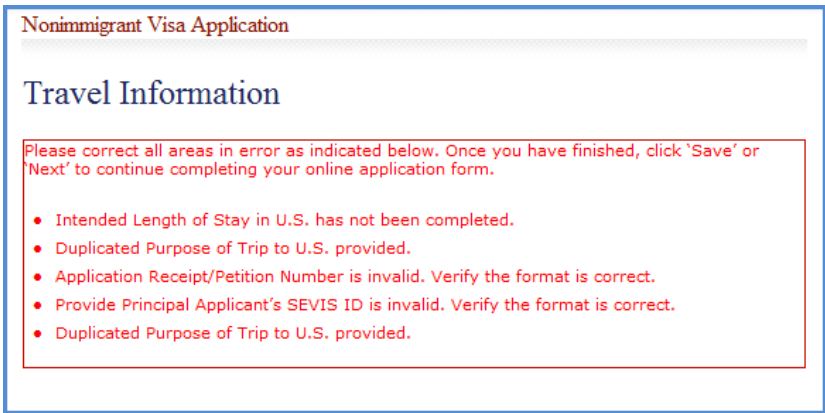 Nonimmigrant Visa Application
Travel Information
Please correct all areas in error as indicated below. Once you have finished, click ‘Save’ or
‘Next’ to continue completing your online application form.
• Intended Length of Stay in U.S. has not been completed.
• Duplicated Purpose of Trip to U.S. provided.
• Application Receipt/Petition Number is invalid. Verify the format is correct.
• Provide Principal Applicant’s SEVIS ID is invalid. Verify the format is correct.
• Duplicated Purpose of Trip to U.S. provided.